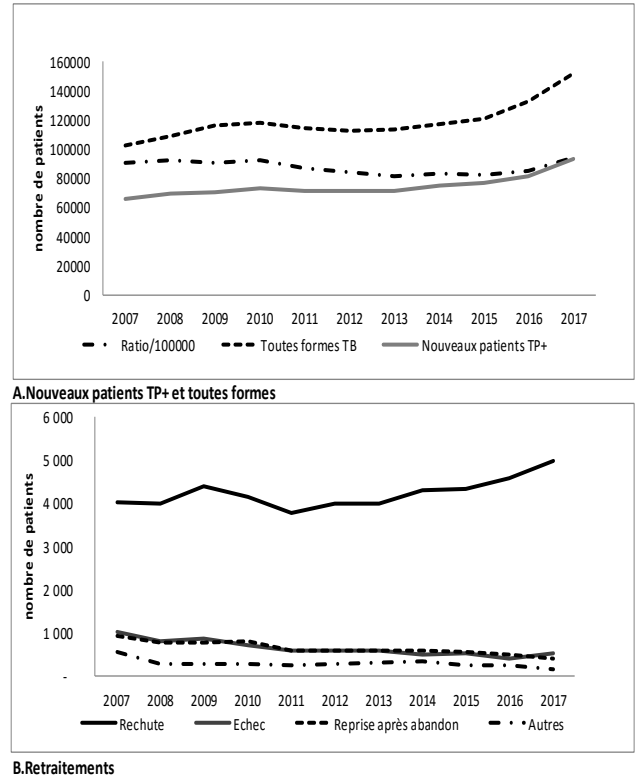 nombre de patients
160000
140000
120000
100000
80000
60000
40000
20000
0
2007 2008 2009 2010 2011 2012 2013 2014 2015 2016 2017
Ratio/100000 Toutes formes TB Nouveaux patients TP+
A.Nouveaux patients TP+ et toutes formes
nombre de patients
6 000
5 000
4 000
3 000
2 000
1 000
-
2007 2008 2009 2010 2011 2012 2013 2014 2015 2016 2017
Rechute Echec Reprise après abandon Autres
B.Retraitements